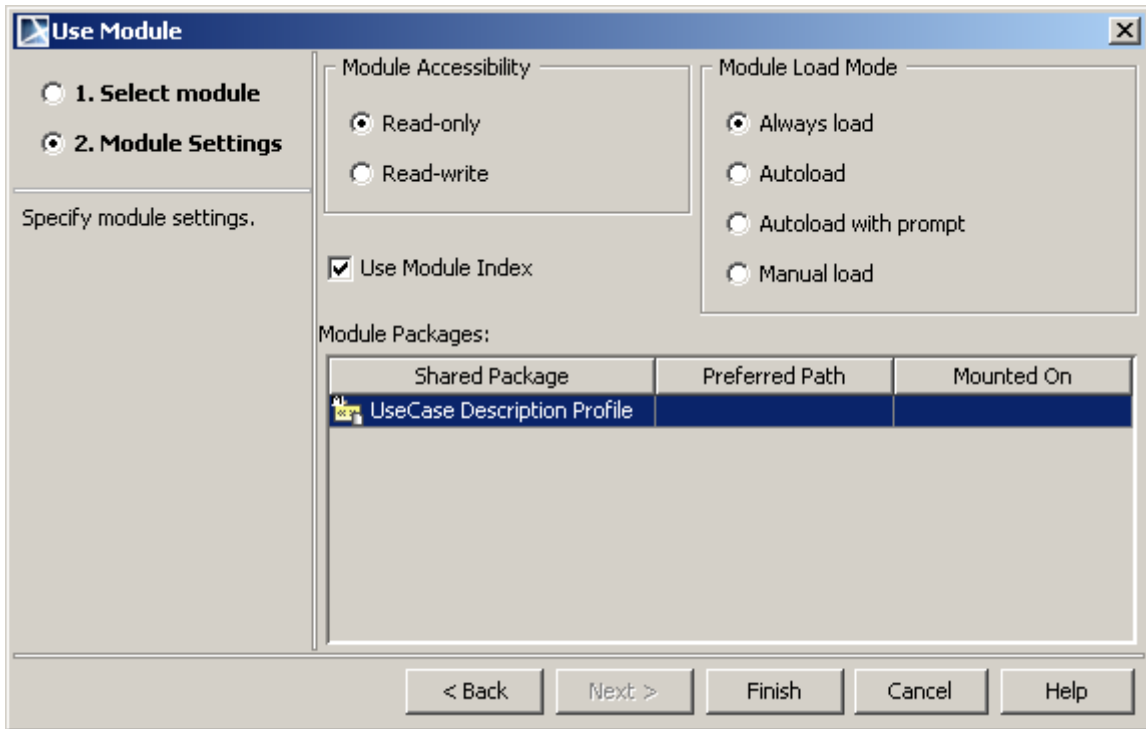 Use Module
1. Select module
2. Module Settings
Specify module settings.
Module Accessibility
Read-only
Read-write
Use Module Index
Module Load Mode
Always load
Autoload
Autoload with prompt
Manual load
Module Packages:
Shared Package Preferred Path Mounted On
UseCase Description Profile
< Back Next > Finish Cancel Help